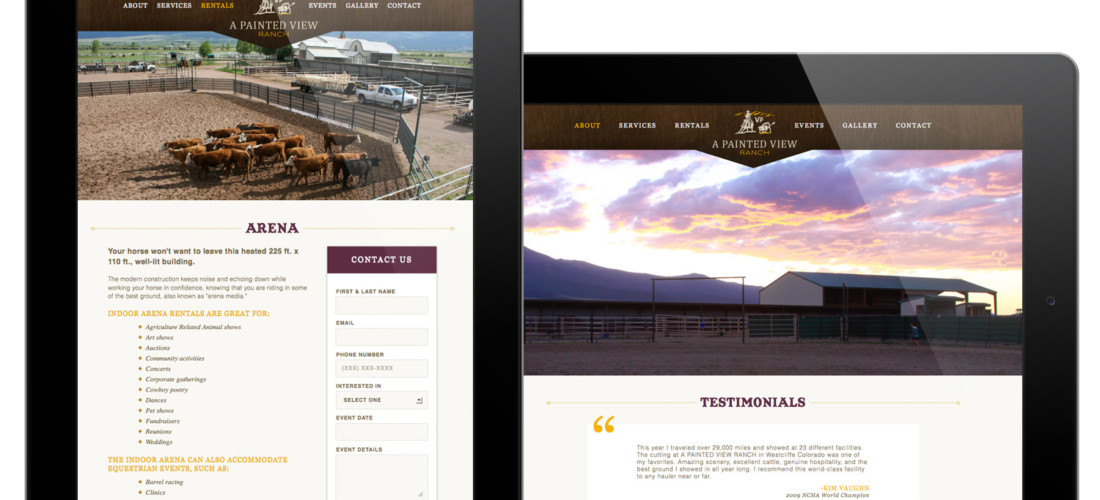 ABOUT SERVICES RENTALS EVENTS GALLERY CONTACT
A PAINTED VIEW
RANCH
ARENA
Your horse won't want to leave this heated 225 ft. x
110 ft., well-lit building.
The modern construction keeps noise and echoing down while
working your horse in confidence, knowing that you are riding in some
of the best ground, also known as "arena media."
INDOOR ARENA RENTALS ARE GREAT FOR:
Agriculture Related Animal shows
Art shows
Auctions
Community activities
Concerts
Corporate gatherings
Cowboy poetry
Dances
Pet shows
Fundraisers
Reunions
Weddings
THE INDOOR ARENA CAN ALSO ACCOMMODATE
EQUESTRIAN EVENTS, SUCH AS:
Barrel racing
Clinics
CONTACT US
FIRST & LAST NAME
EMAIL
PHONE NUMBER
(XXX) XXX-XXXX
INTERESTED IN
SELECT ONE
EVENT DATE
EVENT DETAILS
ABOUT SERVICES RENTALS VP EVENTS GALLERY CONTACT
A PAINTED VIEW
RANCH
TESTIMONIALS
“
This year I traveled over 29,000 miles and showed at 23 different facilities.
The cutting at A PAINTED VIEW RANCH in Westcliffe Colorado was one of
my favorites. Amazing scenery, excellent cattle, genuine hospitality, and the
best ground I showed in all year long. I recommend this world-class facility
to any hauler near or far.
-KIM VAUGHN
2009 NCHA World Champion